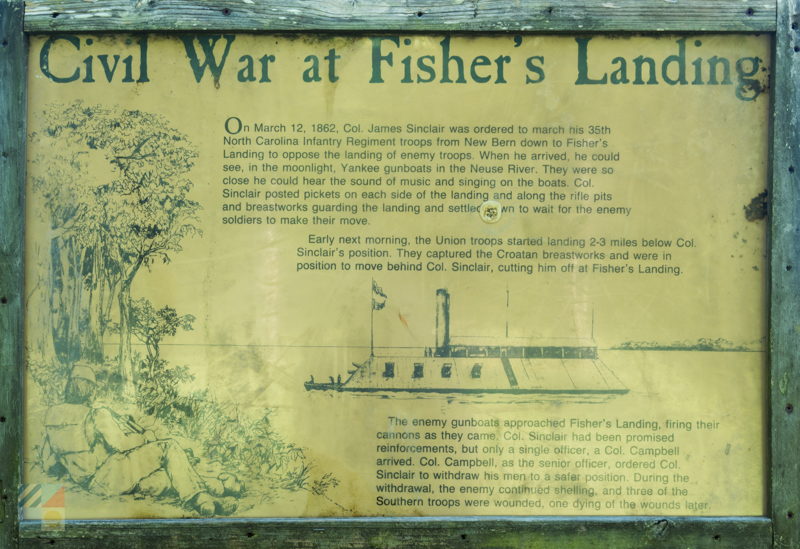 Civil War at Fisher's Landing
On March 12, 1862, Col. James Sinclair was ordered to march his 35th
North Carolina Infantry Regiment troops from New Bern down to Fisher's
Landing to oppose the landing of enemy troops. When he arrived, he could
see, in the moonlight, Yankee gunboats in the Neuse River. They were so
close he could hear the sound of music and singing on the boats. Col.
Sinclair posted pickets on each side of the landing and along the rifle pits
and breastworks guarding the landing and settled wn to wait for the enemy
soldiers to make their move.
Early next morning, the Union troops started landing 2-3 miles below Col.
Sinclair's position. They captured the Croatan breastworks and were in
position to move behind Col. Sinclair, cutting him off at Fisher's Landing.
The enemy gunboats approached Fisher's Landing, firing their
cannons as they came. Col. Sinclair had been promised
reinforcements, but only a single officer, a Col. Campbell
arrived. Col. Campbell, as the senior officer, ordered Col.
Sinclair to withdraw his men to a safer position. During the
withdrawal, the enemy continued shelling, and three of the
Southern troops were wounded, one dying of the wounds later.